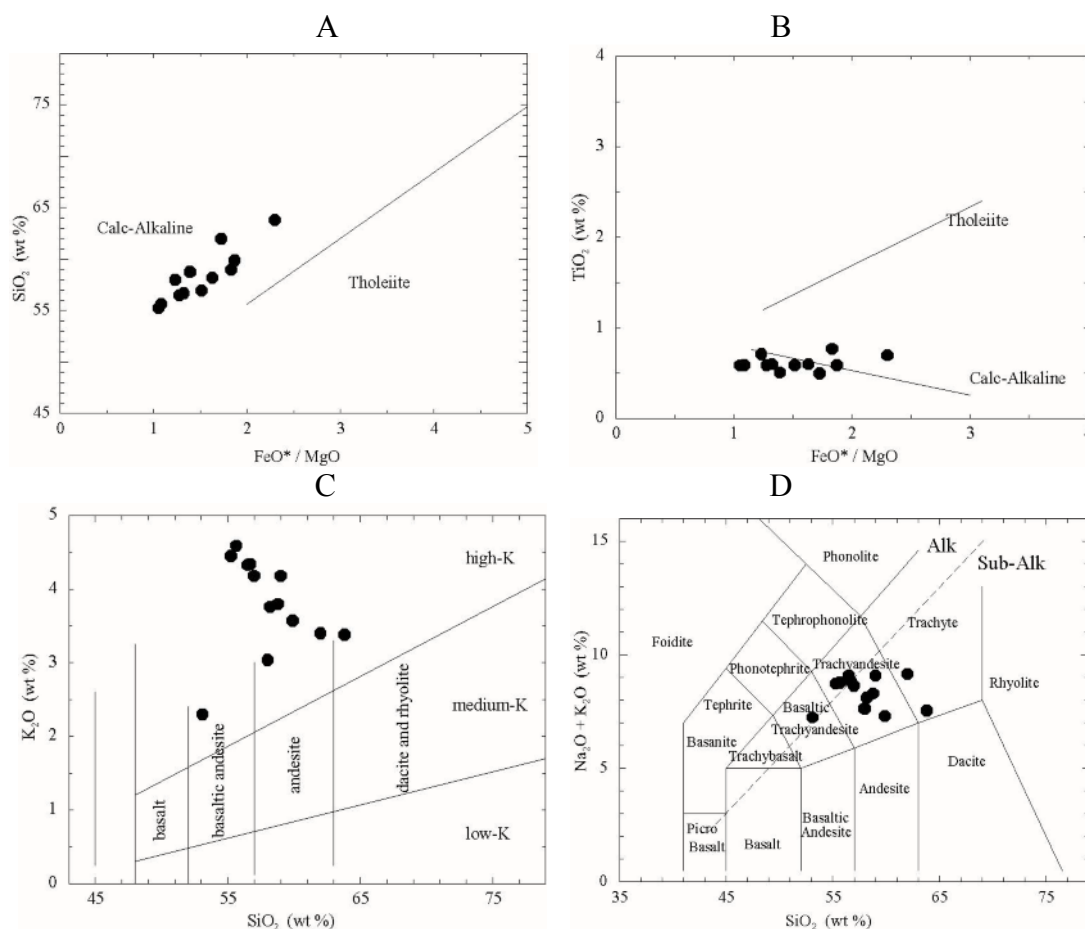 A
75
65
55
45
SiO₂ (wt %)
Calc-Alkaline
Tholeiite
0 1 2 3 4 5
FeO* / MgO
B
4
3
2
1
0
TiO₂ (wt %)
Tholeiite
Calc-Alkaline
0 1 2 3 4
FeO* / MgO
C
5
4
3
2
1
0
K₂O (wt %)
high-K
medium-K
low-K
basalt
basaltic andesite
andesite
dacite and rhyolite
45 55 65 75
SiO₂ (wt %)
D
15
10
5
0
Na₂O + K₂O (wt %)
Phonolite
Alk
Sub-Alk
Tephrophonolite
Trachyte
Foidite
Phonotephrite
Trachyandesite
Rhyolite
Tephrite
Basaltic
Trachyandesite
Basanite
Trachybasalt
Dacite
Andesite
Picro
Basalt
Basalt
Basaltic
Andesite
35 45 55 65 75
SiO₂ (wt %)